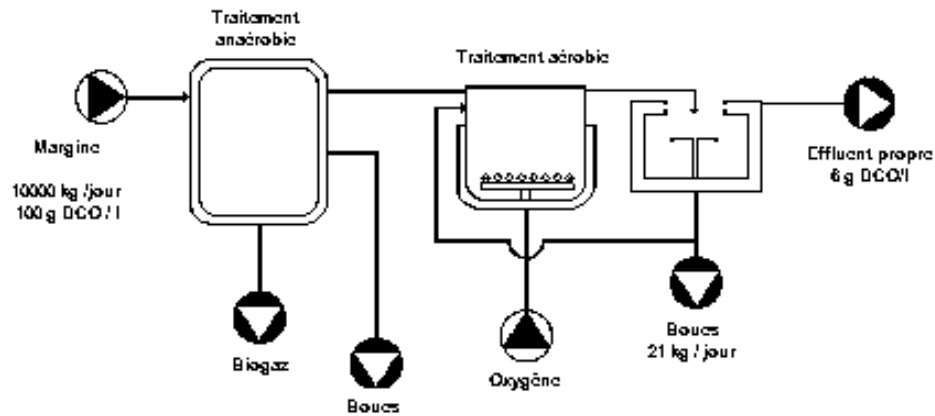 Traitement
anaérobie
Traitement aérobie
Margine
10000 kg /jour
100 g DCO / l
Effluent propre
6 g DCO/l
Biogaz
Boues
Oxygène
Boues
21 kg / jour